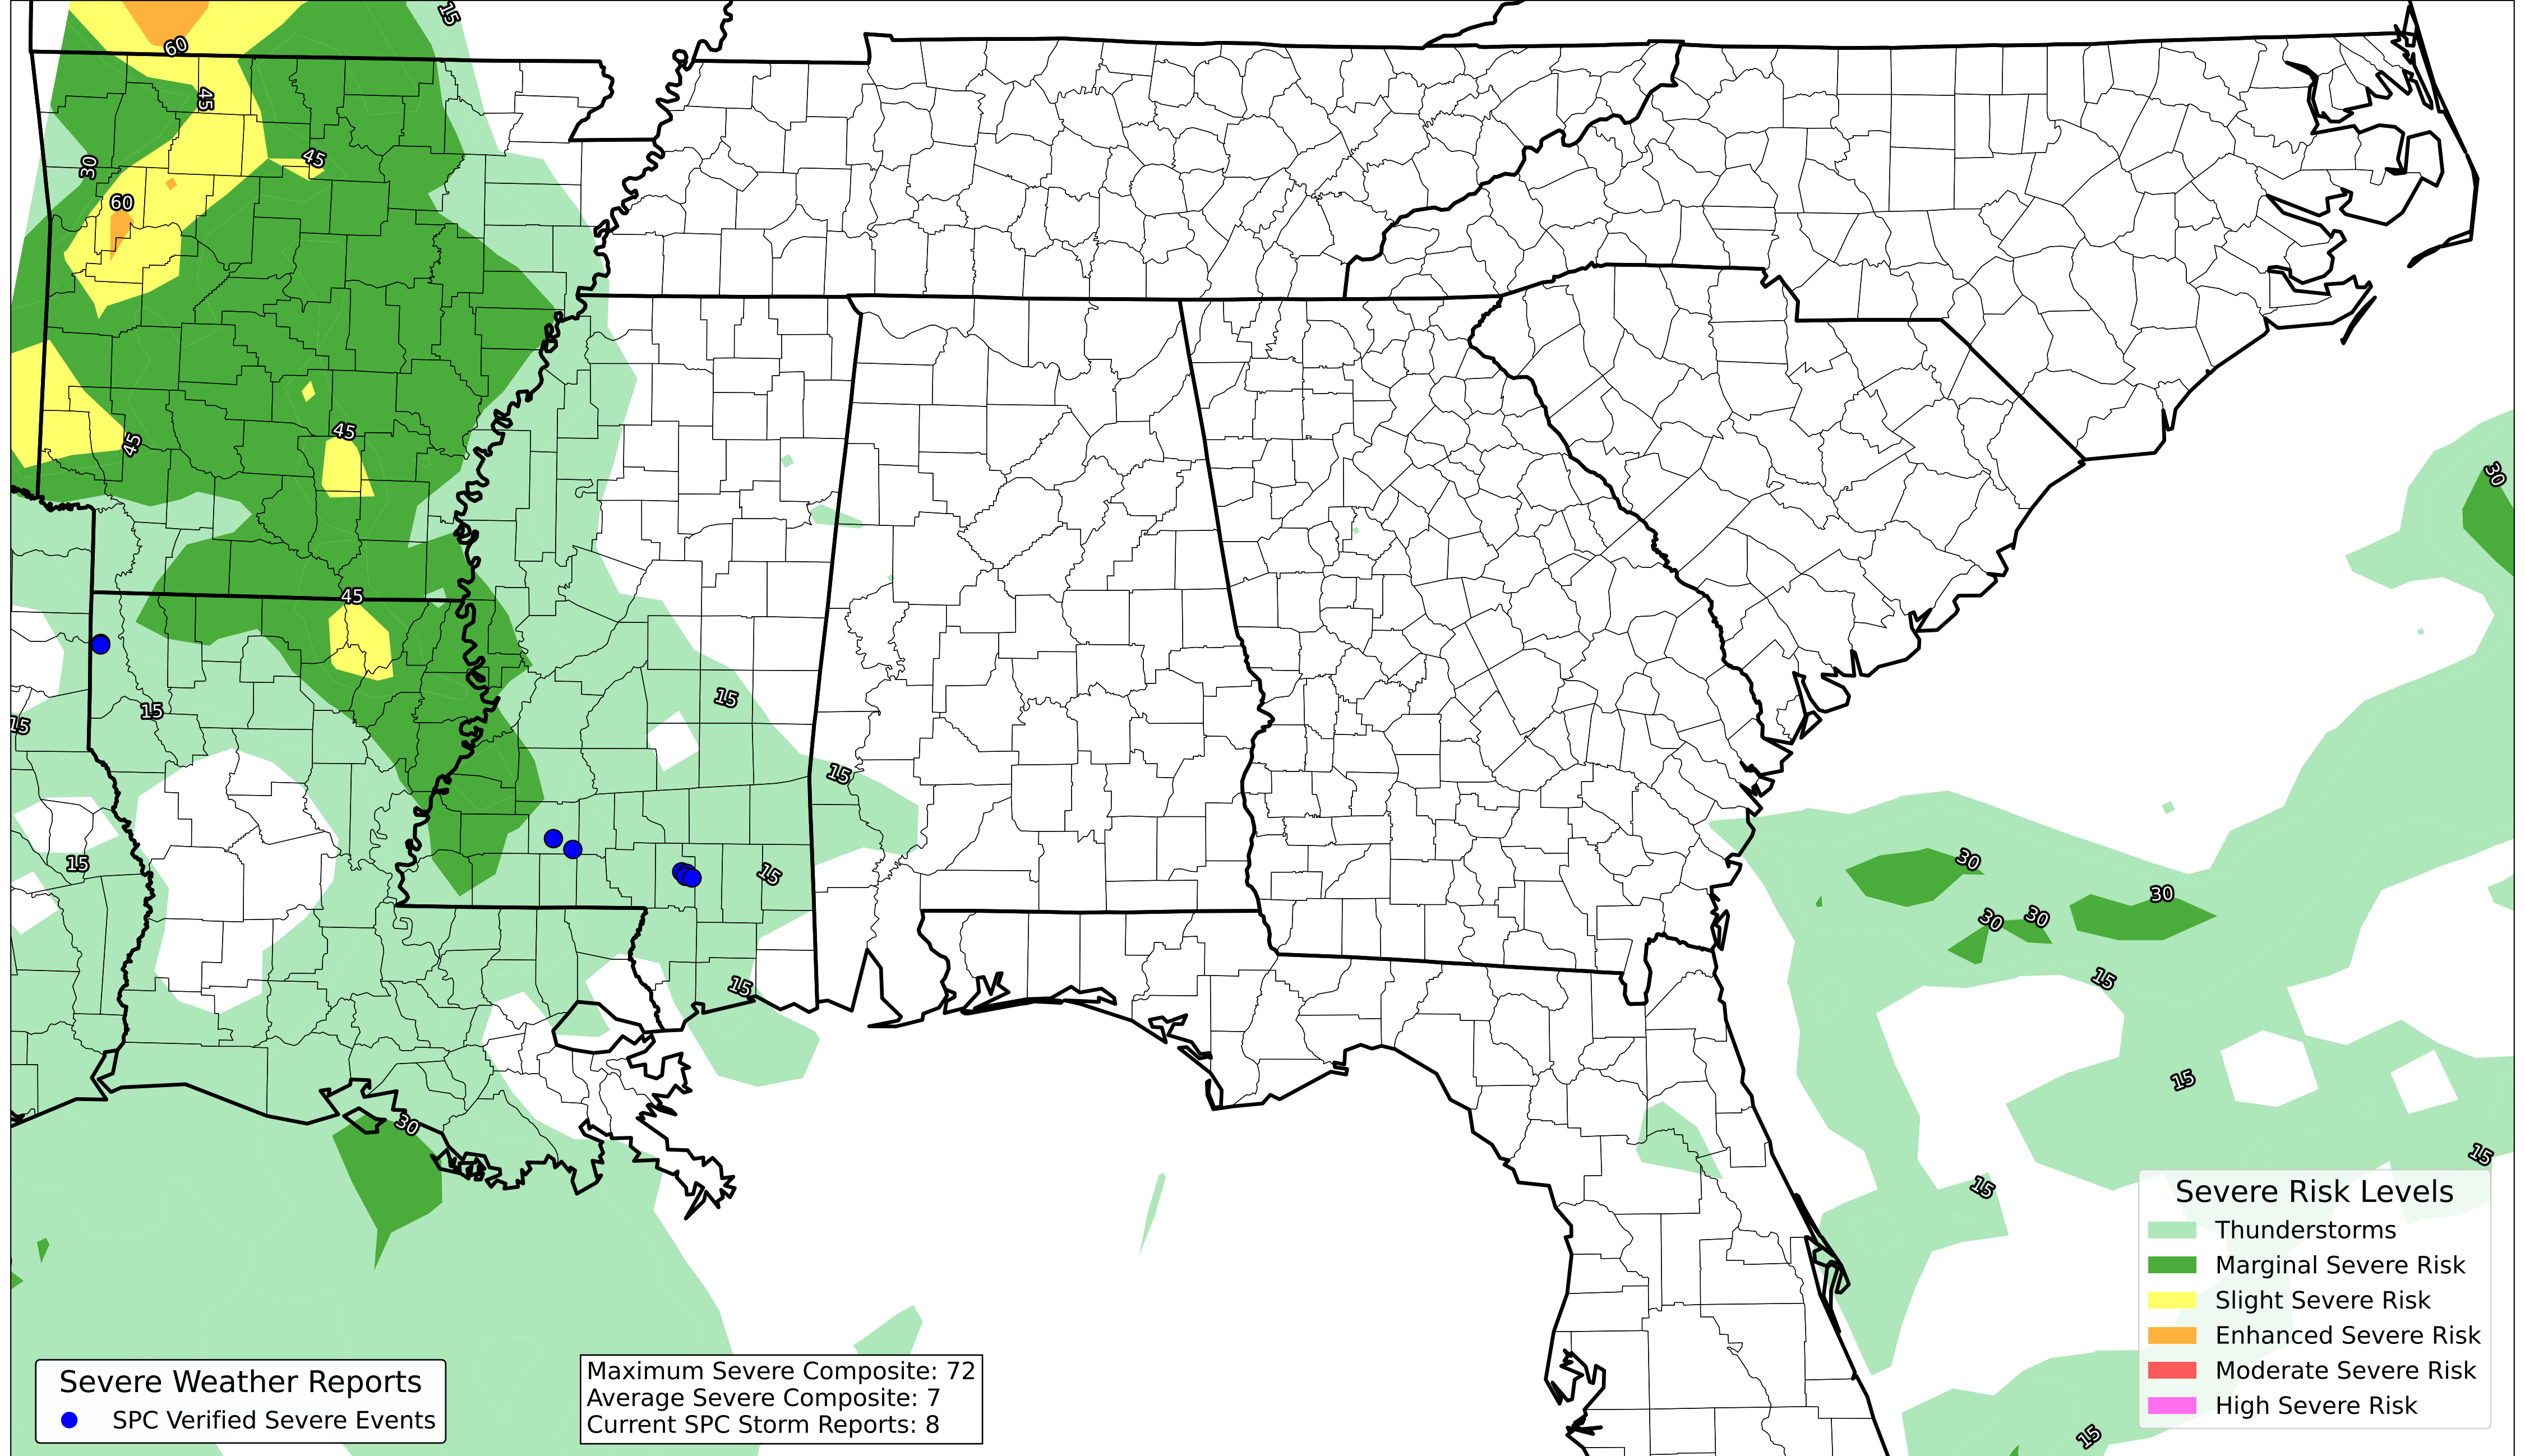 15
60
45
45
30
60
30
45
45
45
15
15
15
15
30
15
15
30
30
30
15
15
15
30
15
15
15
Severe Risk Levels
Thunderstorms
Marginal Severe Risk
Slight Severe Risk
Enhanced Severe Risk
Moderate Severe Risk
High Severe Risk
Severe Weather Reports
SPC Verified Severe Events
Maximum Severe Composite: 72
Average Severe Composite: 7
Current SPC Storm Reports: 8
15